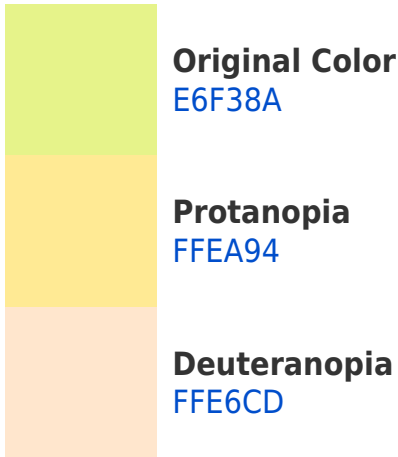 Original Color
E6F38A
Protanopia
FFEA94
Deuteranopia
FFE6CD